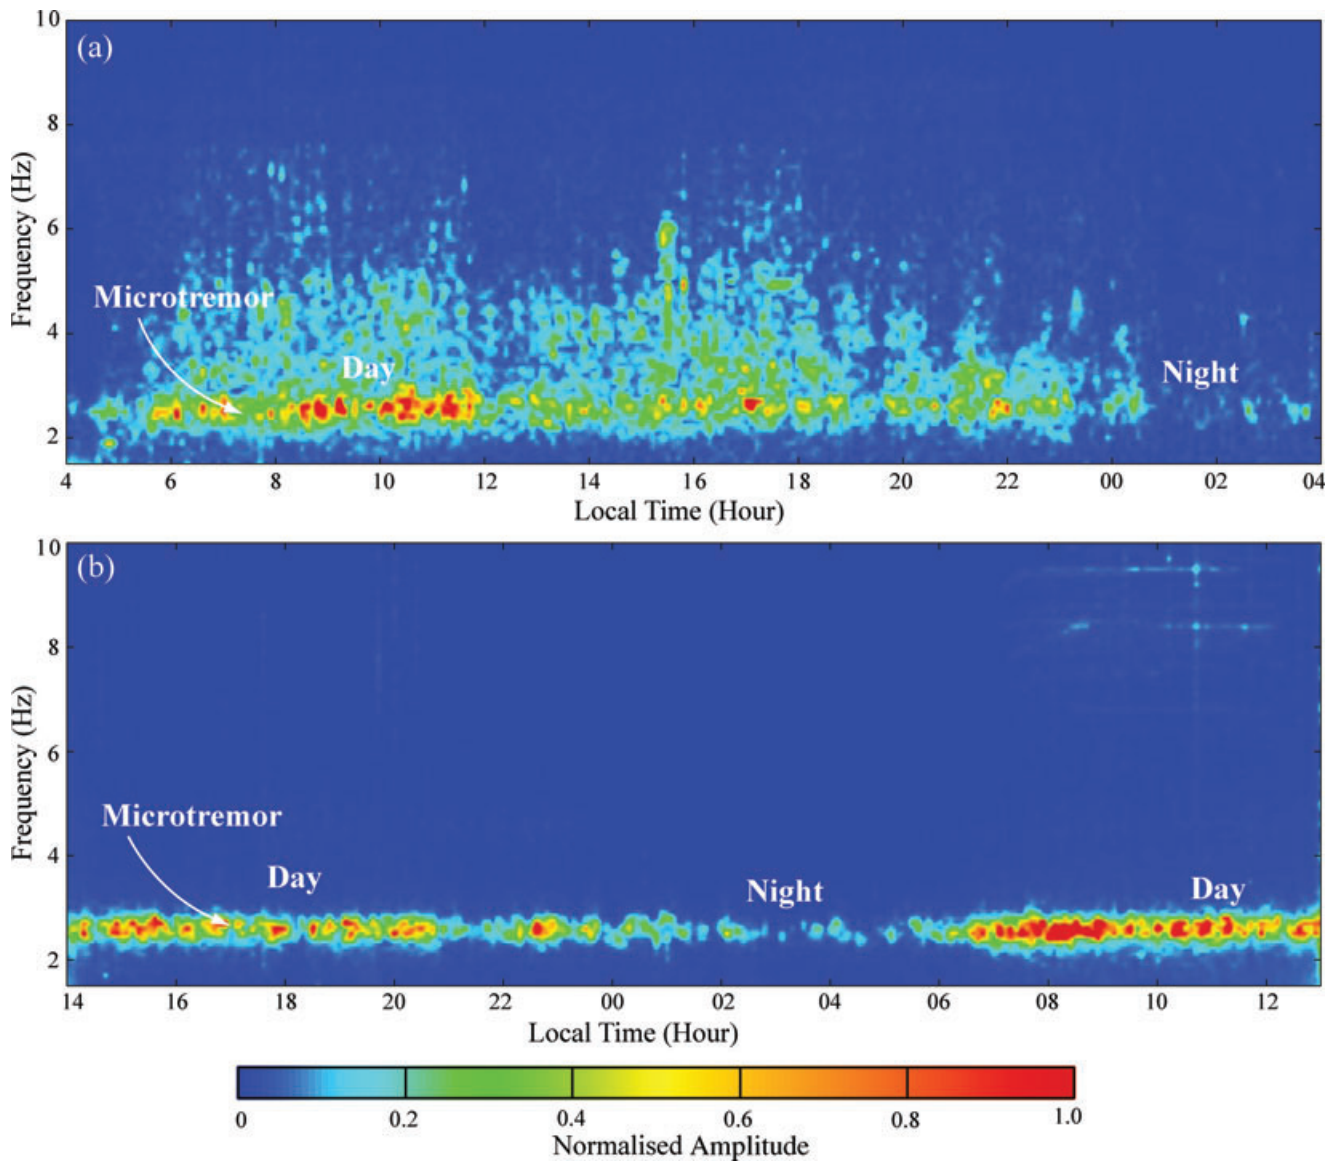 10
(a)
8
6
Frequency (Hz)
Microtremor
4
Day
Night
2
4 6 8 10 12 14 16 18 20 22 00 02 04
Local Time (Hour)
10
(b)
8
6
Frequency (Hz)
Microtremor
4
Day
Night
Day
2
14 16 18 20 22 00 02 04 06 08 10 12
Local Time (Hour)
0 0.2 0.4 0.6 0.8 1.0
Normalised Amplitude